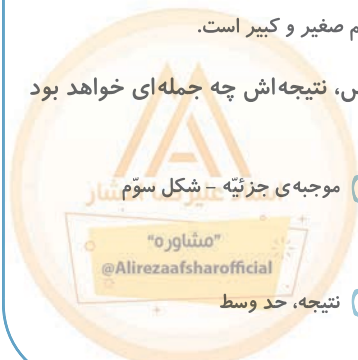 م صغیر و کبیر است.
س، نتیجه‌اش چه جمله‌ای خواهد بود
موجبه‌ی جزئیّه – شکل سوّم
"مشاوره"
@Alirezaafsharofficial
نتیجه، حد وسط